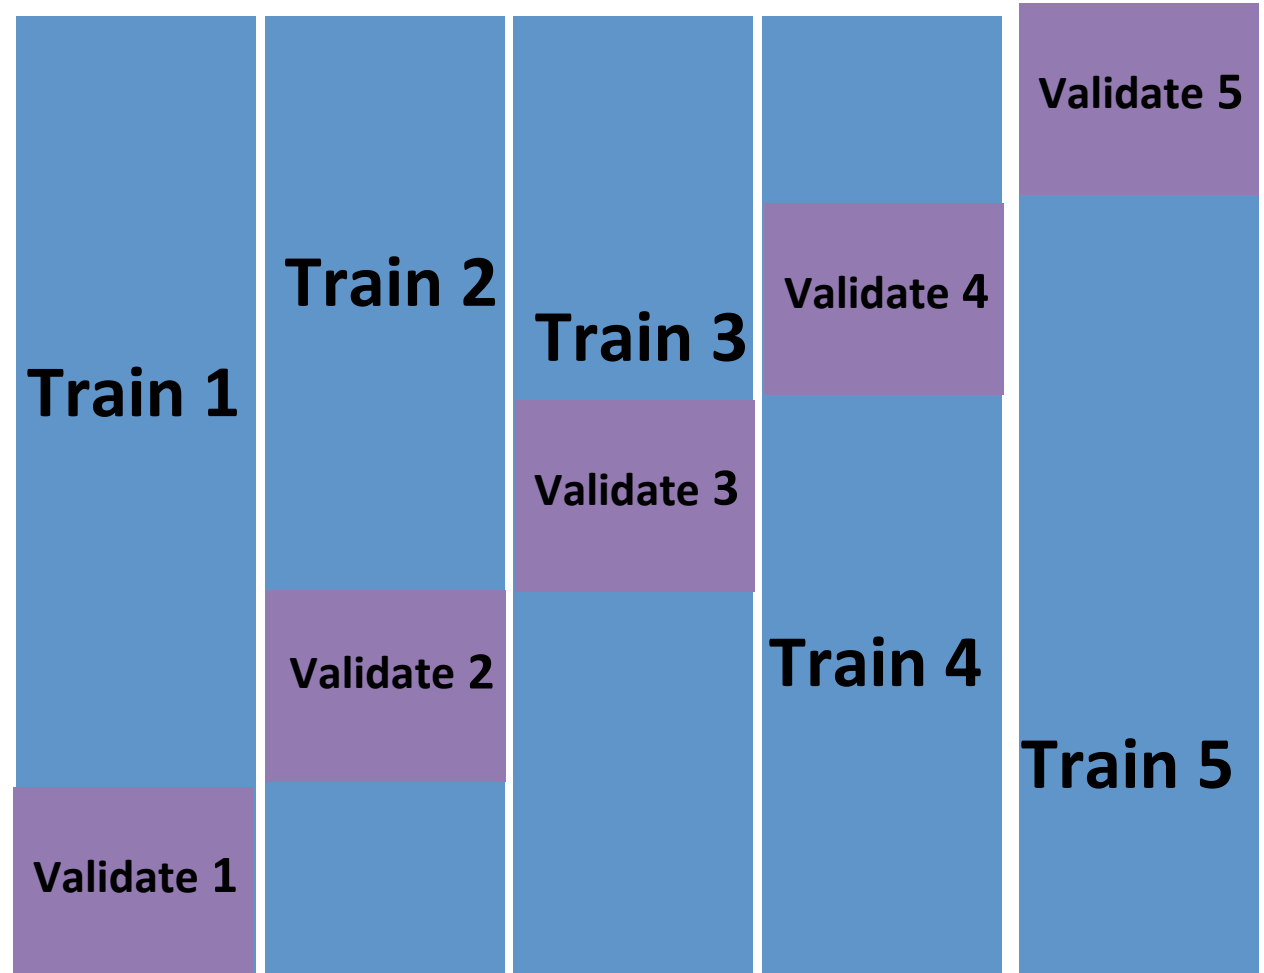 Train 1
Validate 1
Train 2
Validate 2
Train 3
Validate 3
Validate 4
Train 4
Validate 5
Train 5